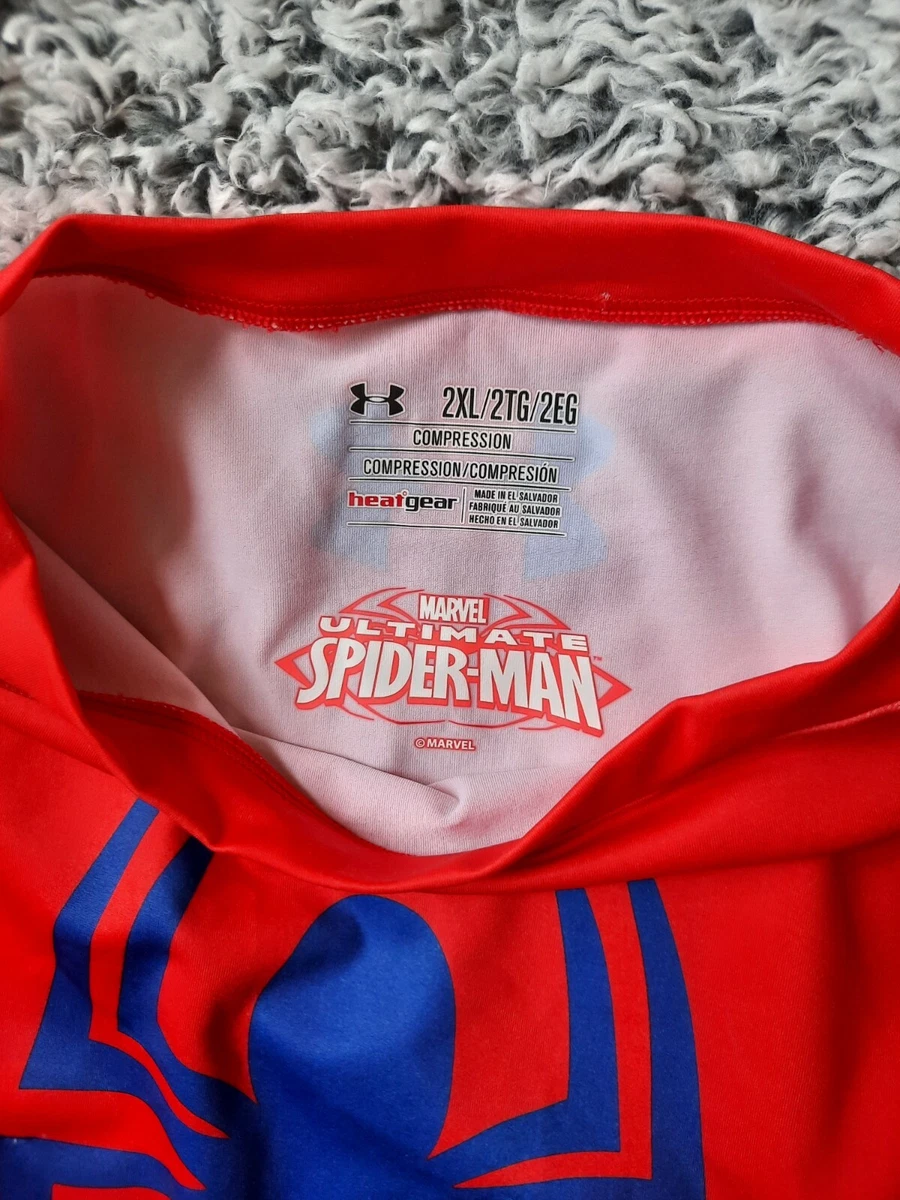 2XL/2TG/2EG
COMPRESSION
COMPRESSION/COMPRESIÓN
heatgear
MADE IN EL SALVADOR
FABRIQUÉ AU SALVADOR
HECHO EN EL SALVADOR
MARVEL
ULTIMATE
SPIDER-MAN™
© MARVEL